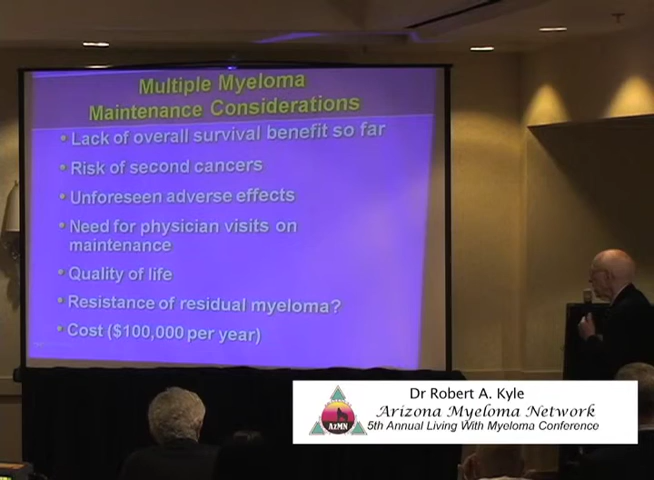 Multiple Myeloma
Maintenance Considerations
• Lack of overall survival benefit so far
• Risk of second cancers
• Unforeseen adverse effects
• Need for physician visits on
maintenance
• Quality of life
• Resistance of residual myeloma?
• Cost ($100,000 per year)
Dr Robert A. Kyle
Arizona Myeloma Network
5th Annual Living With Myeloma Conference
AzMN